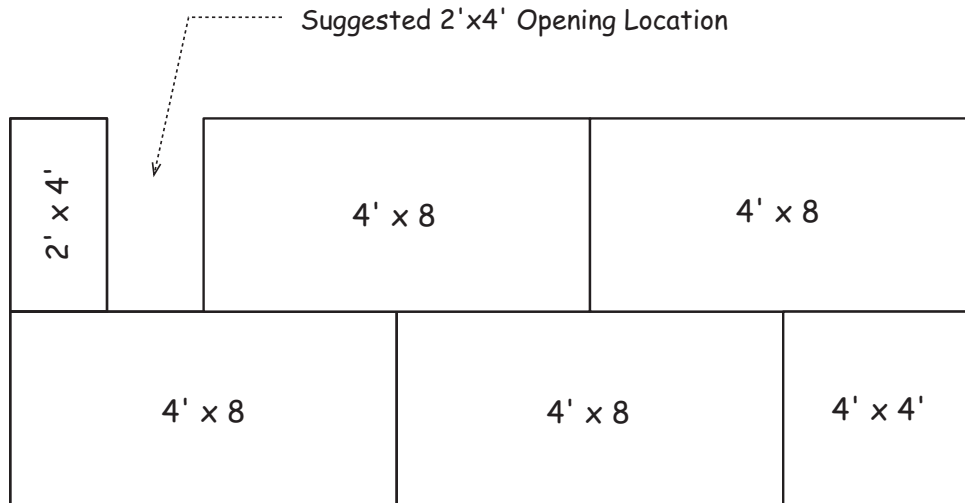 Suggested 2'x4' Opening Location
2' x 4'
4' x 8
4' x 8
4' x 8
4' x 8
4' x 4'